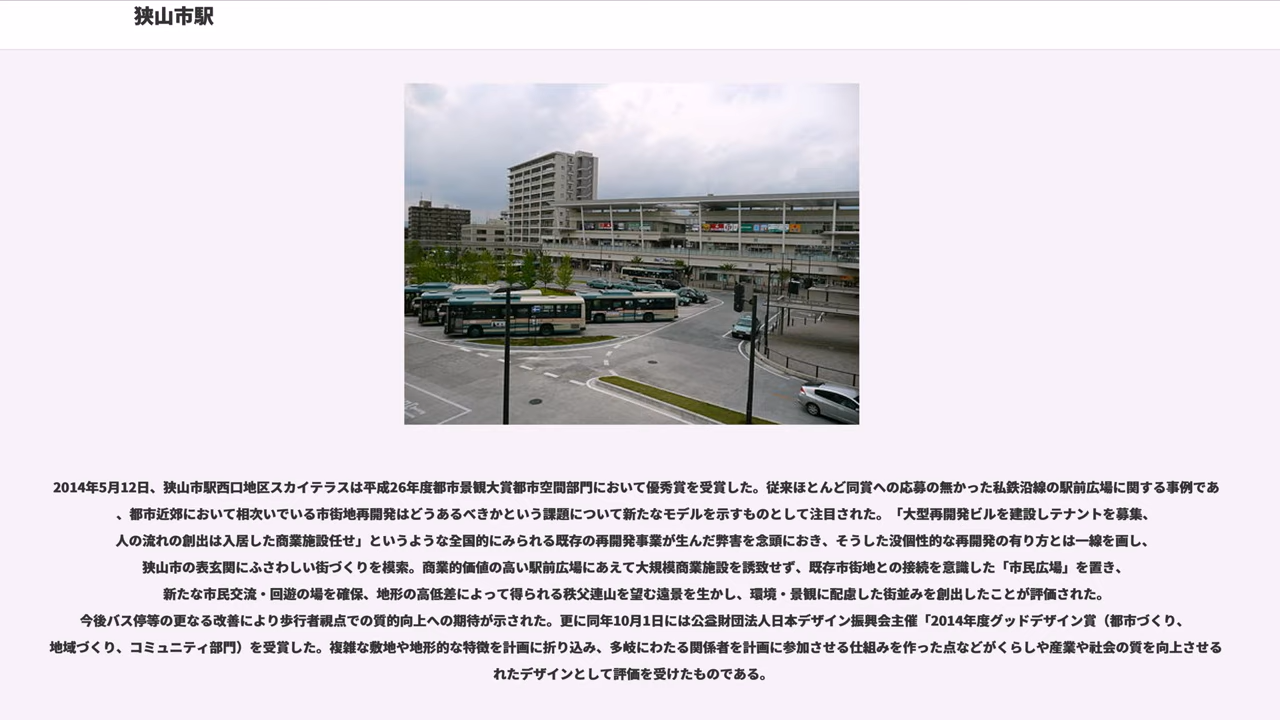 狭山市駅
2014年5月12日、狭山市駅西口地区スカイテラスは平成26年度都市景観大賞都市空間部門において優秀賞を受賞した。従来ほとんど同賞への応募の無かった私鉄沿線の駅前広場に関する事例であ
、都市近郊において相次いでいる市街地再開発はどうあるべきかという課題について新たなモデルを示すものとして注目された。「大型再開発ビルを建設しテナントを募集、
人の流れの創出は入居した商業施設任せ」というような全国的にみられる既存の再開発事業が生んだ弊害を念頭におき、そうした没個性的な再開発の有り方とは一線を画し、
狭山市の表玄関にふさわしい街づくりを模索。商業的価値の高い駅前広場にあえて大規模商業施設を誘致せず、既存市街地との接続を意識した「市民広場」を置き、
新たな市民交流・回遊の場を確保、地形の高低差によって得られる秩父連山を望む遠景を生かし、環境・景観に配慮した街並みを創出したことが評価された。
今後バス停等の更なる改善により歩行者視点での質的向上への期待が示された。更に同年10月1日には公益財団法人日本デザイン振興会主催「2014年度グッドデザイン賞（都市づくり、
地域づくり、コミュニティ部門）を受賞した。複雑な敷地や地形的な特徴を計画に折り込み、多岐にわたる関係者を計画に参加させる仕組みを作った点などがくらしや産業や社会の質を向上させる
れたデザインとして評価を受けたものである。